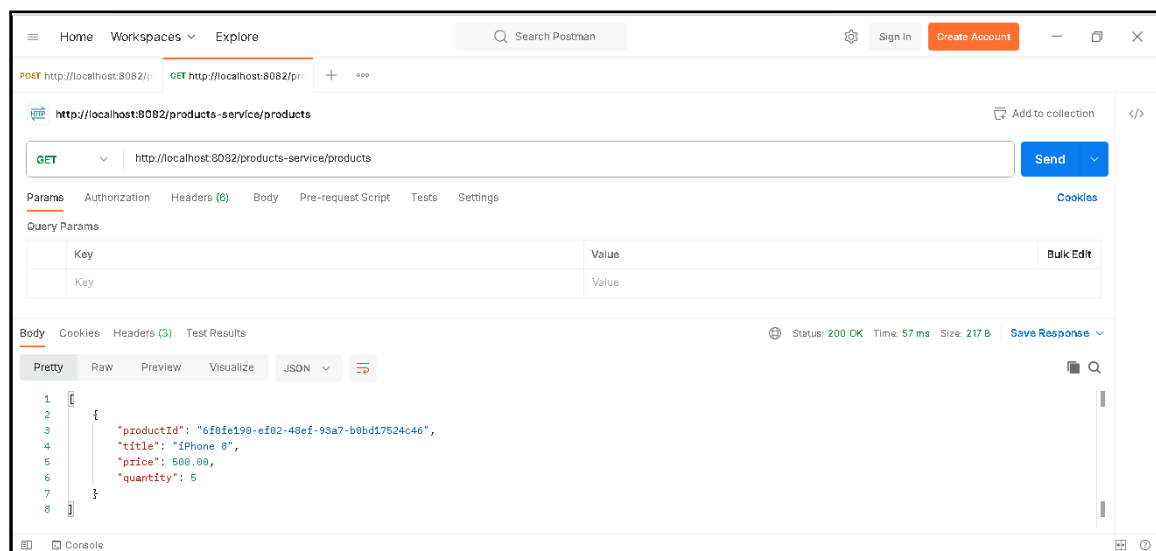 Home Workspaces Explore Search Postman Sign In Create Account
POST http://localhost:8082/p GET http://localhost:8082/pro + ooo
HTTP http://localhost:8082/products-service/products Add to collection </>
GET http://localhost:8082/products-service/products Send
Params Authorization Headers (6) Body Pre-request Script Tests Settings Cookies
Query Params
Key Value Bulk Edit
Key Value
Body Cookies Headers (3) Test Results Status: 200 OK Time: 57 ms Size: 217 B Save Response
Pretty Raw Preview Visualize JSON
1 [
2 {
3 "productId": "6f0fe190-ef02-48ef-93a7-b0bd17524c46",
4 "title": "iPhone 8",
5 "price": 500.00,
6 "quantity": 5
7 }
8 ]
Console